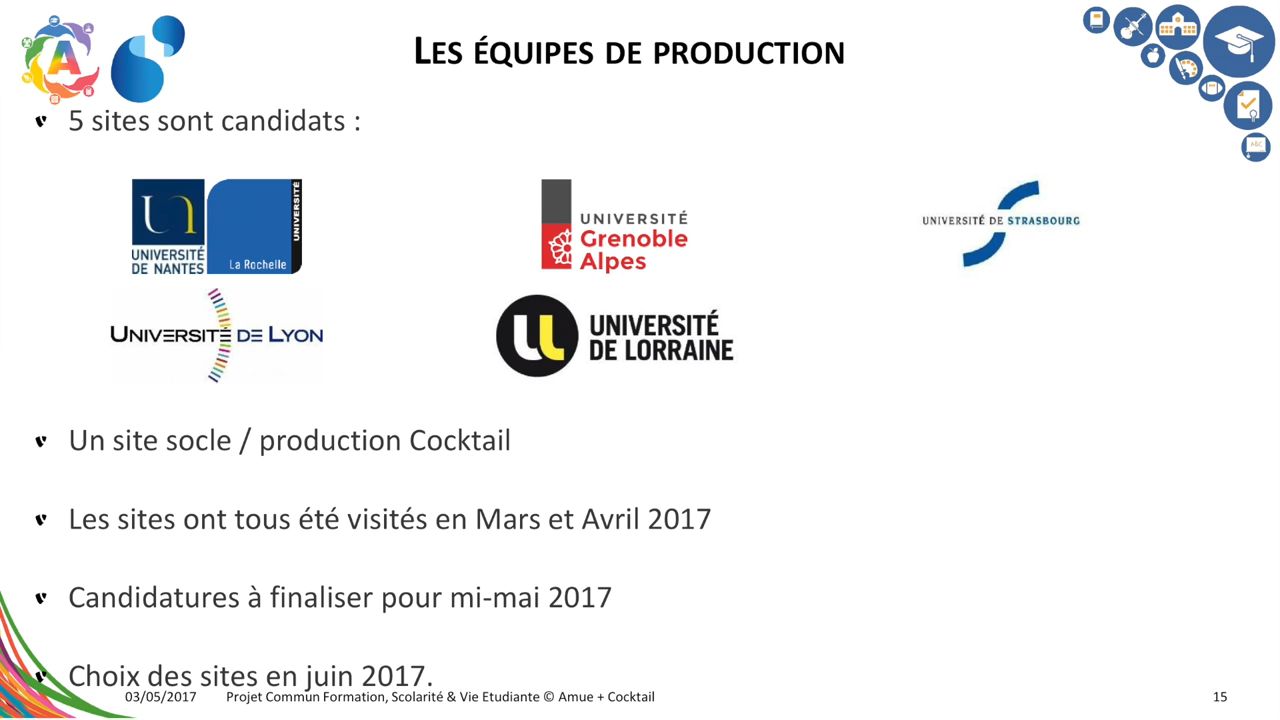 LES ÉQUIPES DE PRODUCTION
A
5 sites sont candidats :
UNIVERSITÉ
DE NANTES
La Rochelle
UNIVERSITÉ
UNIVERSITÉ
Grenoble
Alpes
UNIVERSITÉ DE STRASBOURG
UNIVERSITÉ DE LYON
UNIVERSITÉ
DE LORRAINE
Un site socle / production Cocktail
Les sites ont tous été visités en Mars et Avril 2017
Candidatures à finaliser pour mi-mai 2017
Choix des sites en juin 2017.
03/05/2017 Projet Commun Formation, Scolarité & Vie Etudiante © Amue + Cocktail 15
ABC